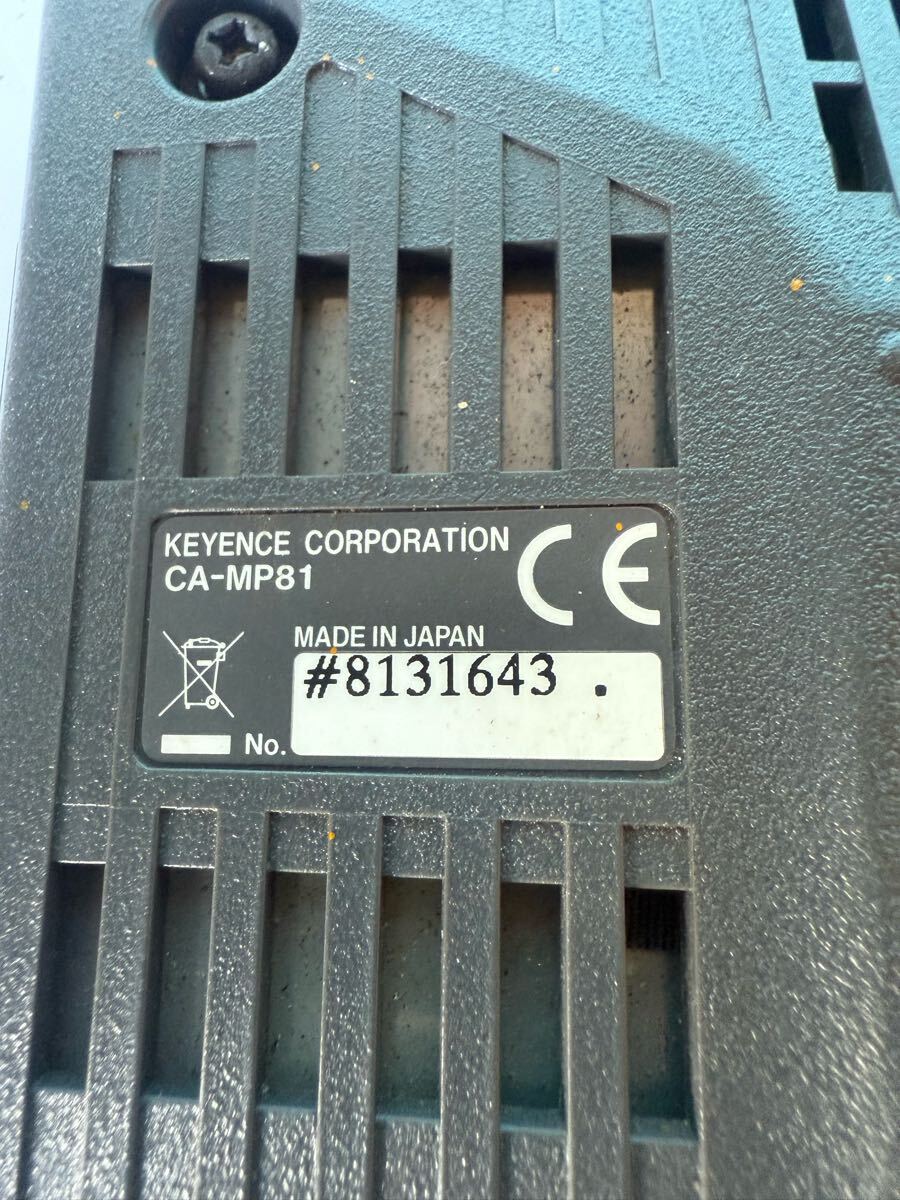 KEYENCE CORPORATION
CA-MP81
CE
MADE IN JAPAN
#8131643 .
No.